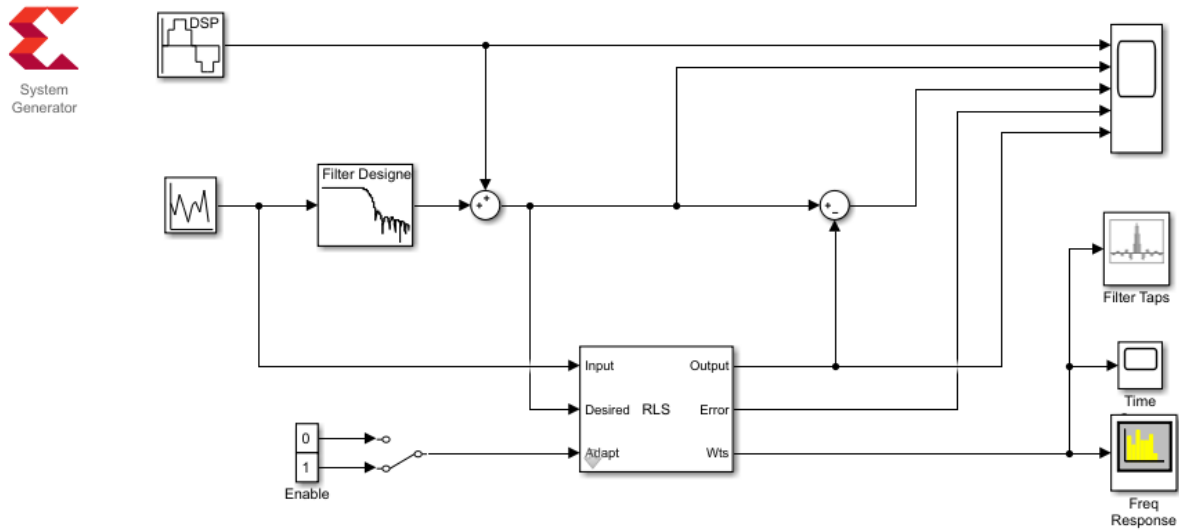 System
Generator
DSP
Filter Designe
Input
Output
Desired
RLS
Error
Adapt
Wts
0
1
Enable
Filter Taps
Time
Freq
Response